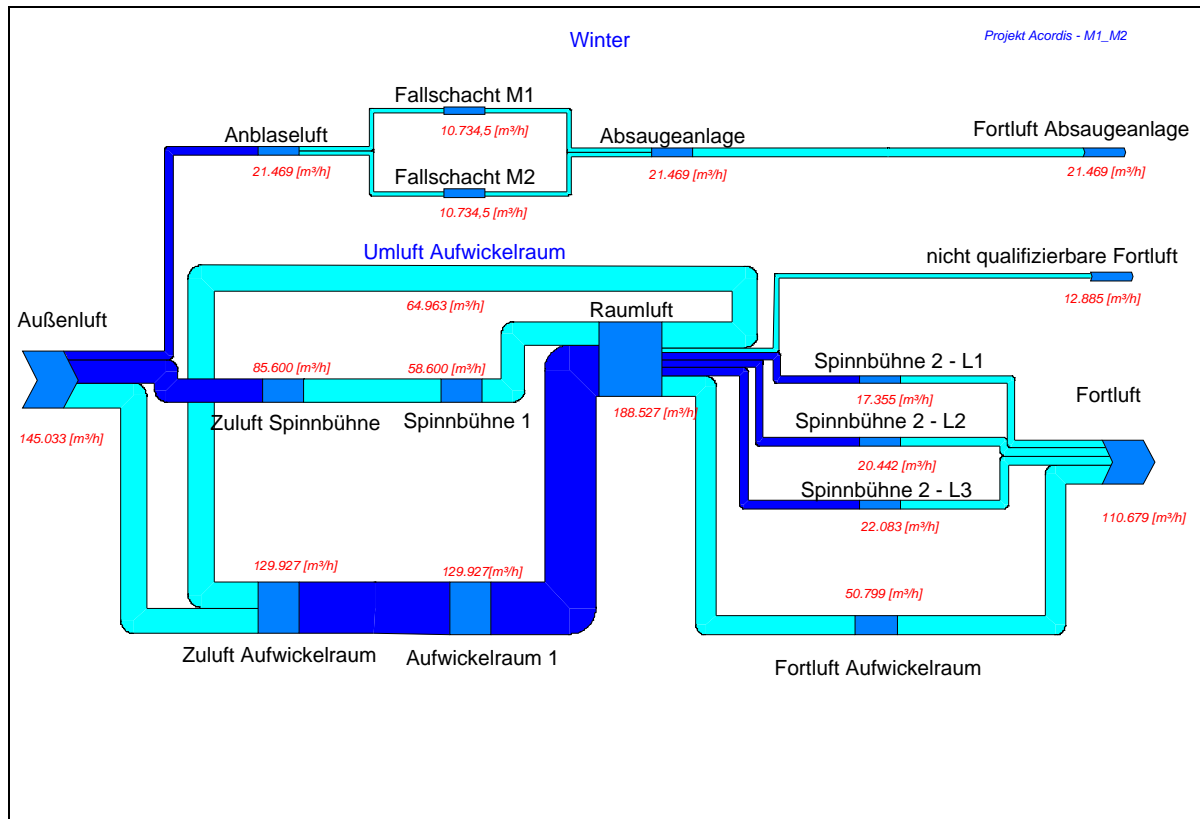 Winter
Projekt Acordis - M1_M2
Fallschacht M1
10.734,5 [m³/h]
Anblaseluft
21.469 [m³/h]
Absaugeanlage
21.469 [m³/h]
Fortluft Absaugeanlage
21.469 [m³/h]
Fallschacht M2
10.734,5 [m³/h]
Umluft Aufwickelraum
64.963 [m³/h]
nicht qualifizierbare Fortluft
12.885 [m³/h]
Außenluft
145.033 [m³/h]
Raumluft
188.527 [m³/h]
85.600 [m³/h]
Zuluft Spinnbühne
58.600 [m³/h]
Spinnbühne 1
Spinnbühne 2 - L1
17.355 [m³/h]
Spinnbühne 2 - L2
20.442 [m³/h]
Spinnbühne 2 - L3
22.083 [m³/h]
Fortluft
110.679 [m³/h]
129.927 [m³/h]
Zuluft Aufwickelraum
129.927[m³/h]
Aufwickelraum 1
50.799 [m³/h]
Fortluft Aufwickelraum